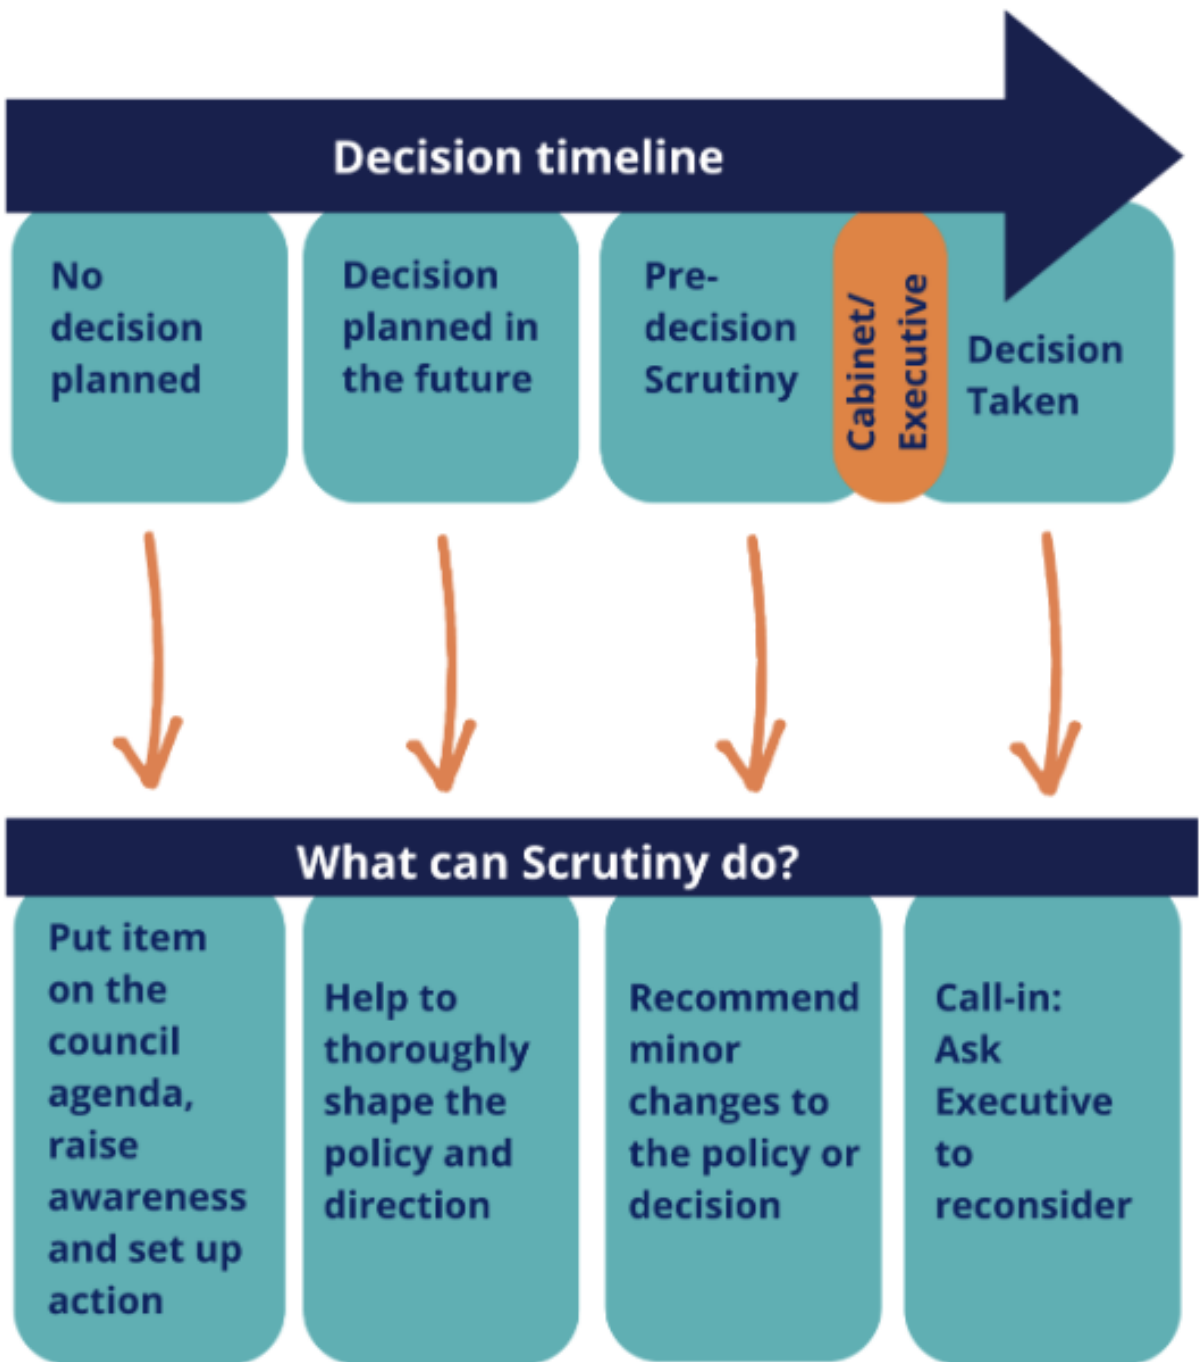 Decision timeline
No
decision
planned
Decision
planned in
the future
Pre-
decision
Scrutiny
Cabinet/
Executive
Decision
Taken
What can Scrutiny do?
Put item
on the
council
agenda,
raise
awareness
and set up
action
Help to
thoroughly
shape the
policy and
direction
Recommend
minor
changes to
the policy or
decision
Call-in:
Ask
Executive
to
reconsider